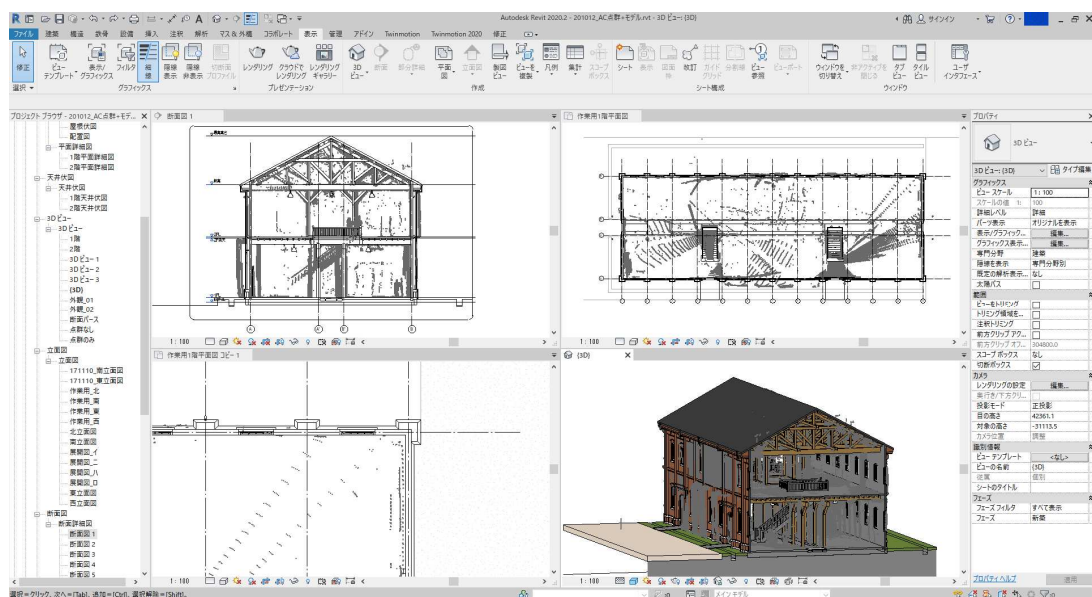 Autodesk Revit 2020.2 - 201012_AC点群+モデル.rvt - 3D ビュー: {3D}
サインイン
ファイル 建築 構造 鉄骨 設備 挿入 注釈 解析 マス & 外構 コラボレート 表示 管理 アドイン Twinmotion Twinmotion 2020 修正
修正
ビュー テンプレート
表示/ グラフィックス
フィルタ
細線
隠線 表示
隠線 非表示
切断面 プロファイル
レンダリング
クラウドで レンダリング
レンダリング ギャラリー
3D ビュー
断面
部分詳細
平面図
立面図
製図 ビュー
ビューを 複製
凡例
集計
スコープ ボックス
シート
表示
図面枠
改訂
ガイド グリッド
分割線
ビュー 参照
ビューポート
ウィンドウを 切り替え
非アクティブを 閉じる
タブ ビュー
タイル ビュー
ユーザ インタフェース
選択
グラフィックス
プレゼンテーション
作成
シート構成
ウィンドウ
プロジェクト ブラウザ - 201012_AC点群+モデ...
屋根伏図
配置図
平面詳細図
1階平面詳細図
2階平面詳細図
天井伏図
天井伏図
1階天井伏図
2階天井伏図
3D ビュー
3D ビュー
1階
2階
3D ビュー 1
3D ビュー 2
3D ビュー 3
{3D}
外観_01
外観_02
断面パース
点群なし
点群のみ
立面図
立面図
171110_南立面図
171110_東立面図
作業用_北
作業用_南
作業用_東
作業用_西
北立面図
南立面図
展開図_イ
展開図_ニ
展開図_ハ
展開図_ロ
東立面図
西立面図
断面図
断面詳細図
断面図 1
断面図 2
断面図 3
断面図 4
断面図 5
断面図 1
1 : 100
作業用1階平面図
1 : 100
作業用1階平面図 コピー 1
1 : 100
{3D}
1 : 100
プロパティ
3D ビュー
3D ビュー: {3D}
タイプ編集
グラフィックス
ビュー スケール 1 : 100
スケールの値 1: 100
詳細レベル 詳細
パーツ表示 オリジナルを表示
表示/グラフィック... 編集...
グラフィックス表示... 編集...
専門分野 建築
隠線を表示 専門分野別
既定の解析表示... なし
太陽パス
範囲
ビューをトリミング
トリミング領域を...
注釈トリミング
前方クリップ アク...
前方クリップ オフ... 304800.0
スコープ ボックス なし
切断ボックス
カメラ
レンダリングの設定 編集...
奥行き/下方クリ...
投影モード 正投影
目の高さ 42361.1
対象の高さ -31113.5
カメラ位置 調整
識別情報
ビュー テンプレート <なし>
ビューの名前 {3D}
従属 個別
シートのタイトル
フェーズ
フェーズ フィルタ すべて表示
フェーズ 新築
プロパティ ヘルプ
適用
選択=クリック、次へ=[Tab]、追加=[Ctrl]、選択解除=[Shift]。
メイン モデル